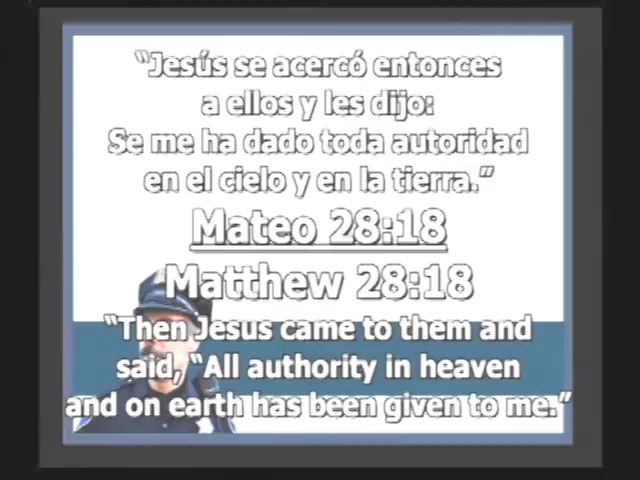 “Jesús se acercó entonces
a ellos y les dijo:
Se me ha dado toda autoridad
en el cielo y en la tierra.”
Mateo 28:18
Matthew 28:18
“Then Jesus came to them and
said, “All authority in heaven
and on earth has been given to me.”